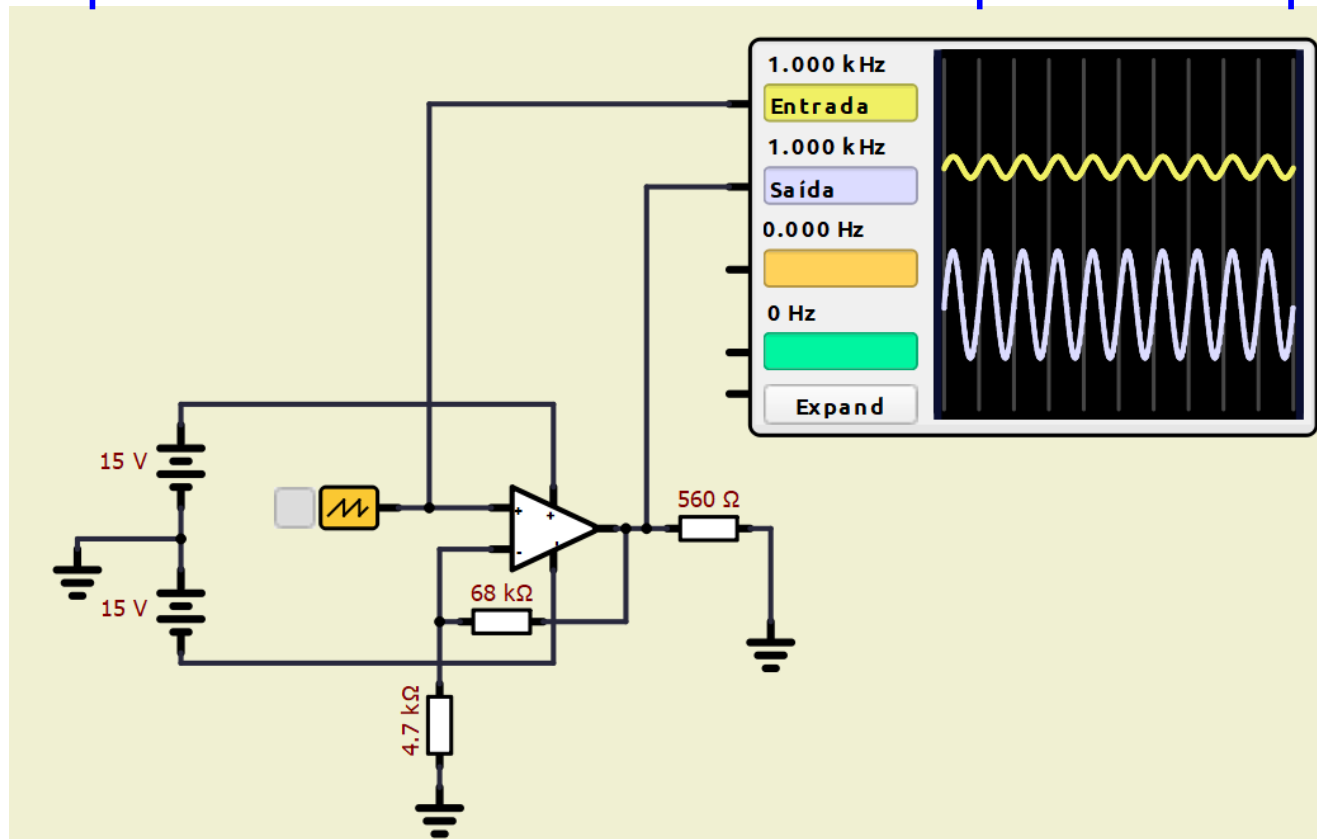 1.000 kHz
Entrada
1.000 kHz
Saída
0.000 Hz
0 Hz
Expand
15 V
560 Ω
15 V
68 kΩ
4.7 kΩ